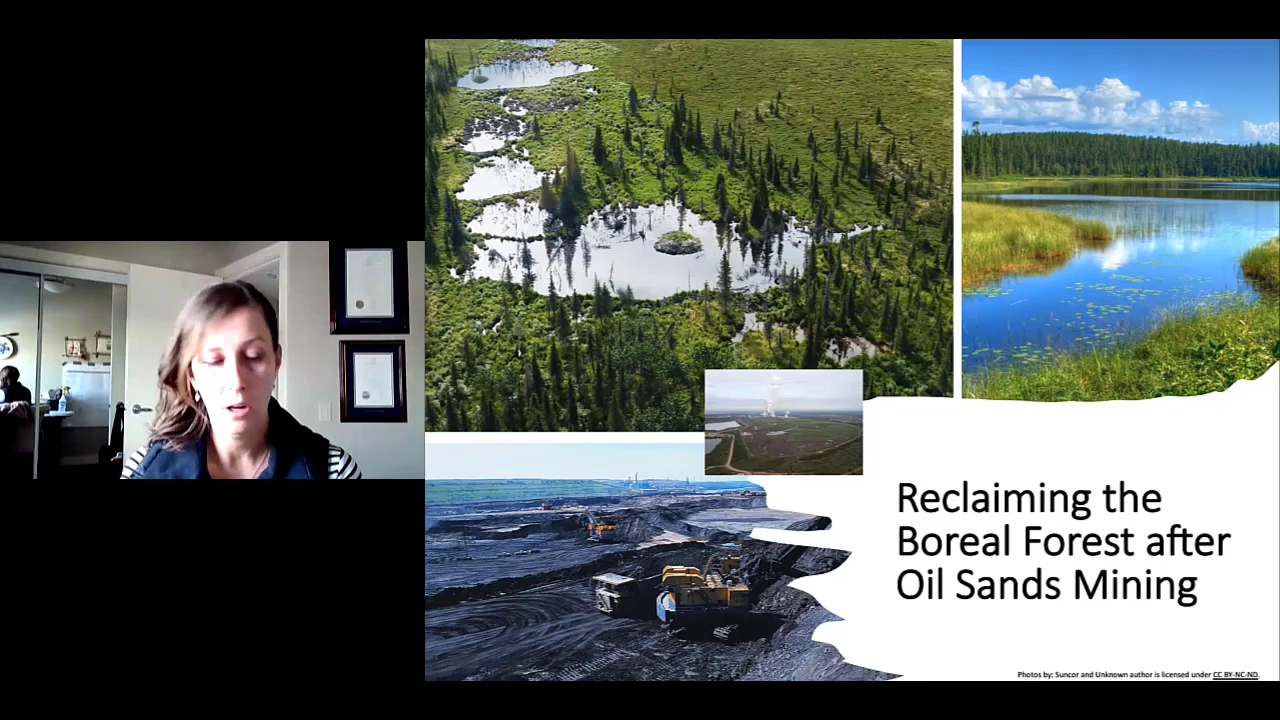 Reclaiming the
Boreal Forest after
Oil Sands Mining
Photos by: Suncor and Unknown author is licensed under CC BY-NC-ND.